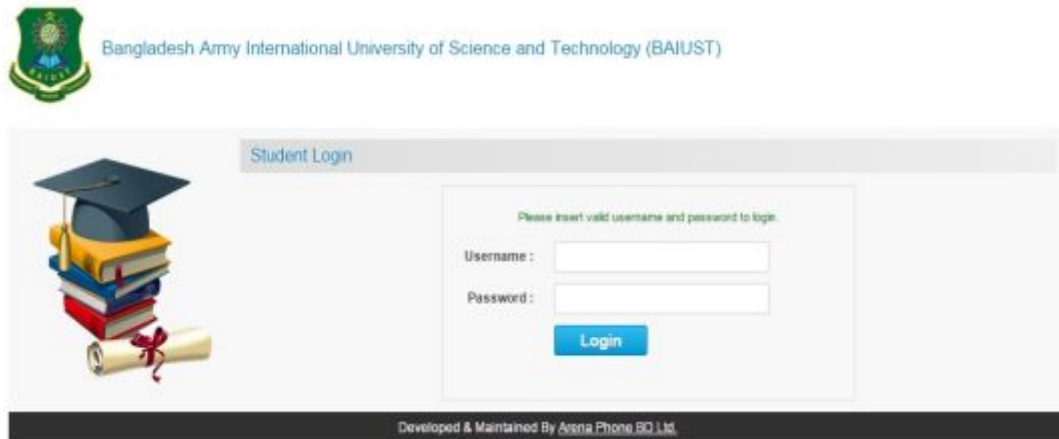 BAIUST
Bangladesh Army International University of Science and Technology (BAIUST)
Student Login
Please insert valid username and password to login.
Username :
Password :
Login
Developed & Maintained By Arena Phone BD Ltd.